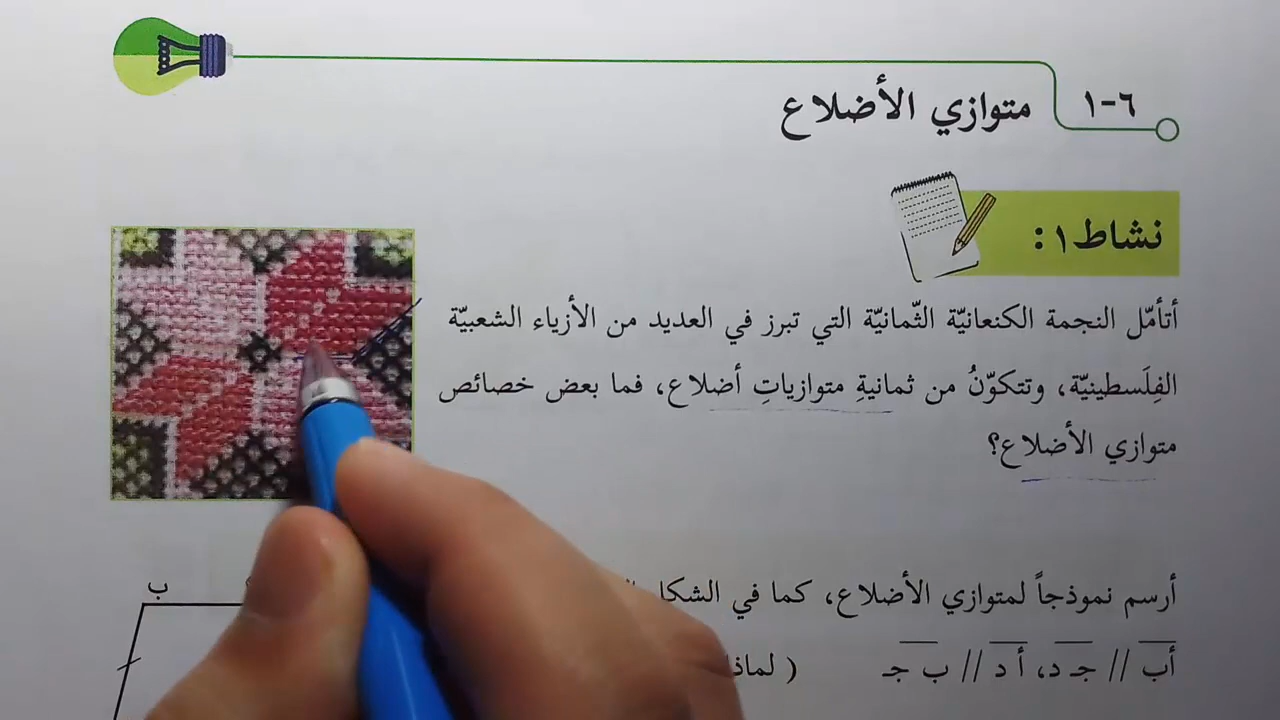 ٦-١ متوازي الأضلاع
نشاط١:
أتأمّل النجمة الكنعانيّة الثّمانيّة التي تبرز في العديد من الأزياء الشعبيّة
الفِلَسطينيّة، وتتكوّنُ من ثمانيةِ متوازياتِ أضلاع، فما بعض خصائص
متوازي الأضلاع؟
ب
أرسم نموذجاً لمتوازي الأضلاع، كما في الشكل
أب // جـ د، أ د // ب جـ ( لماذا